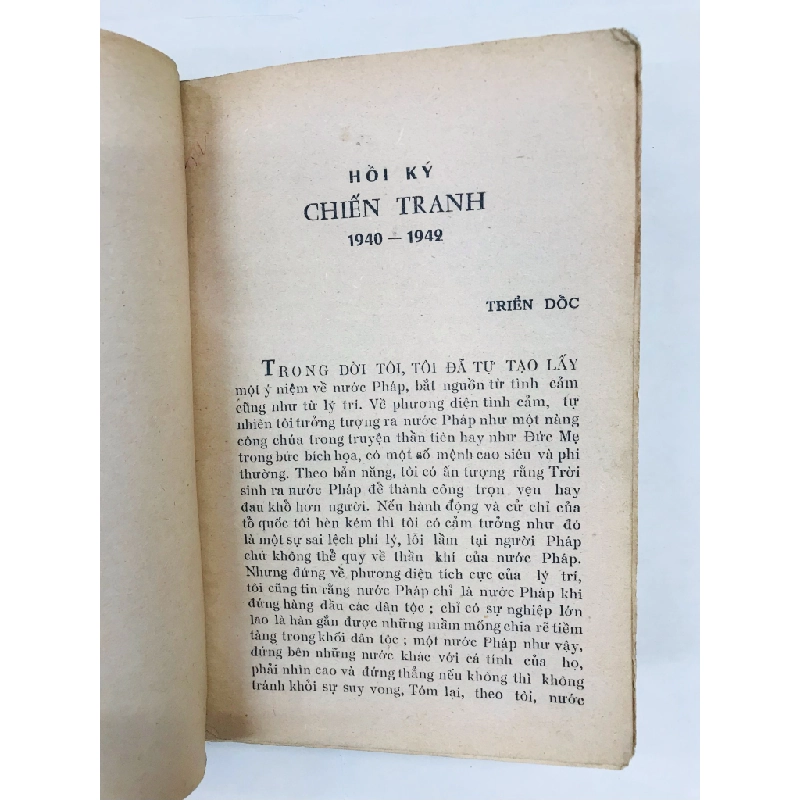 HỒI KÝ
CHIẾN TRANH
1940 — 1942
TRIỀN DỐC
TRONG DỜI TÔI, TÔI ĐÃ TỰ TẠO LẤY
một ý niệm về nước Pháp, bắt nguồn từ tình cảm
cũng như từ lý trí. Về phương diện tình cảm, tự
nhiên tôi tưởng tượng ra nước Pháp như một nàng
công chúa trong truyện thần tiên hay như Đức Mẹ
trong bức bích họa, có một số mệnh cao siêu và phi
thường. Theo bản năng, tôi có ấn tượng rằng Trời
sinh ra nước Pháp để thành công trọn vẹn hay
đau khổ hơn người. Nếu hành động và cử chỉ của
tổ quốc tôi hèn kém thì tôi có cảm tưởng như đó
là một sự sai lệch phi lý, lỗi lầm tại người Pháp
chứ không thể quy về thần khí của nước Pháp.
Nhưng đứng về phương diện tích cực của lý trí,
tôi cũng tin rằng nước Pháp chỉ là nước Pháp khi
đứng hàng đầu các dân tộc ; chỉ có sự nghiệp lớn
lao là hàn gắn được những mầm mống chia rẽ tiềm
tàng trong khối dân tộc ; một nước Pháp như vậy,
đứng bên những nước khác với cá tính của họ,
phải nhìn cao và đứng thẳng nếu không thì không
tránh khỏi sự suy vong. Tóm lại, theo tôi, nước